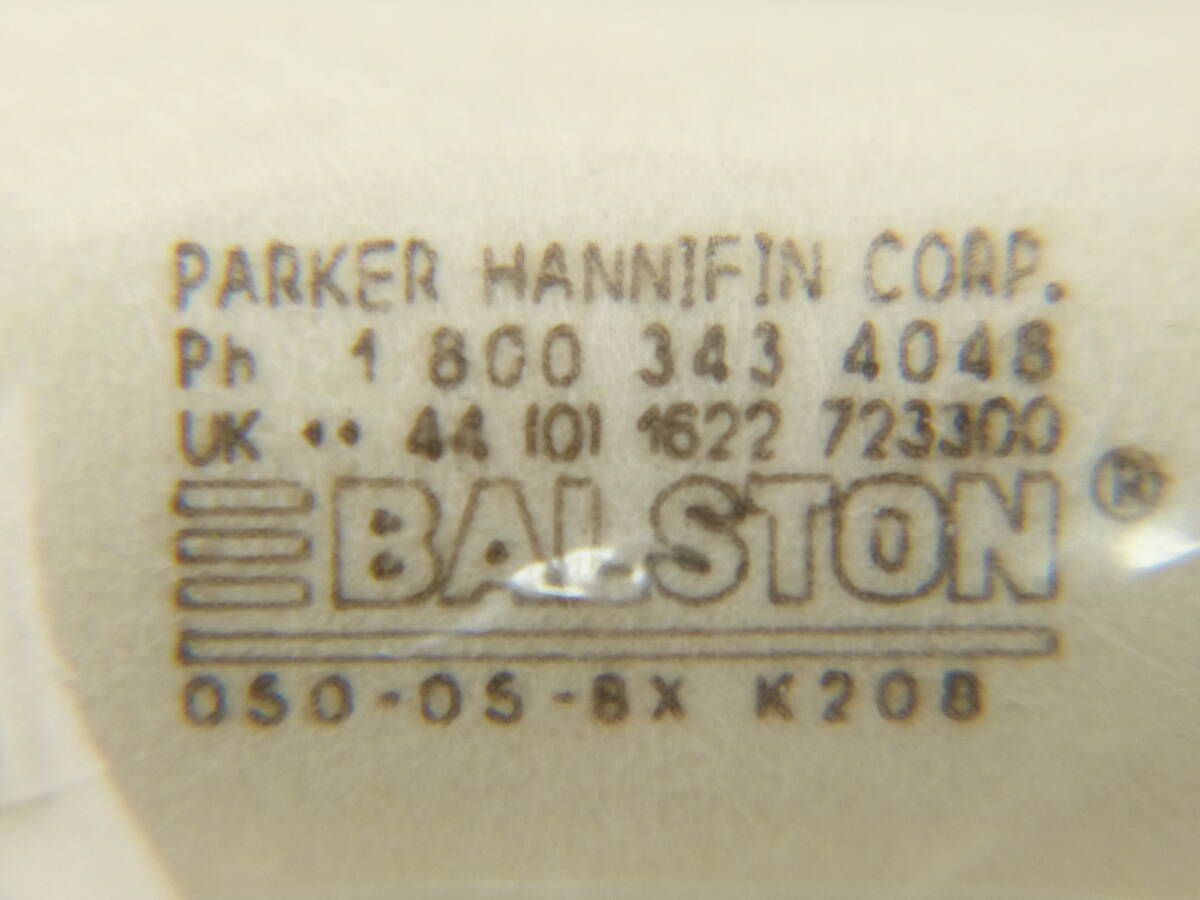 PARKER HANNIFIN CORP.
Ph 1 800 343 4048
UK •• 44 (0) 1622 723300
BALSTON ®
050-05-BX K208